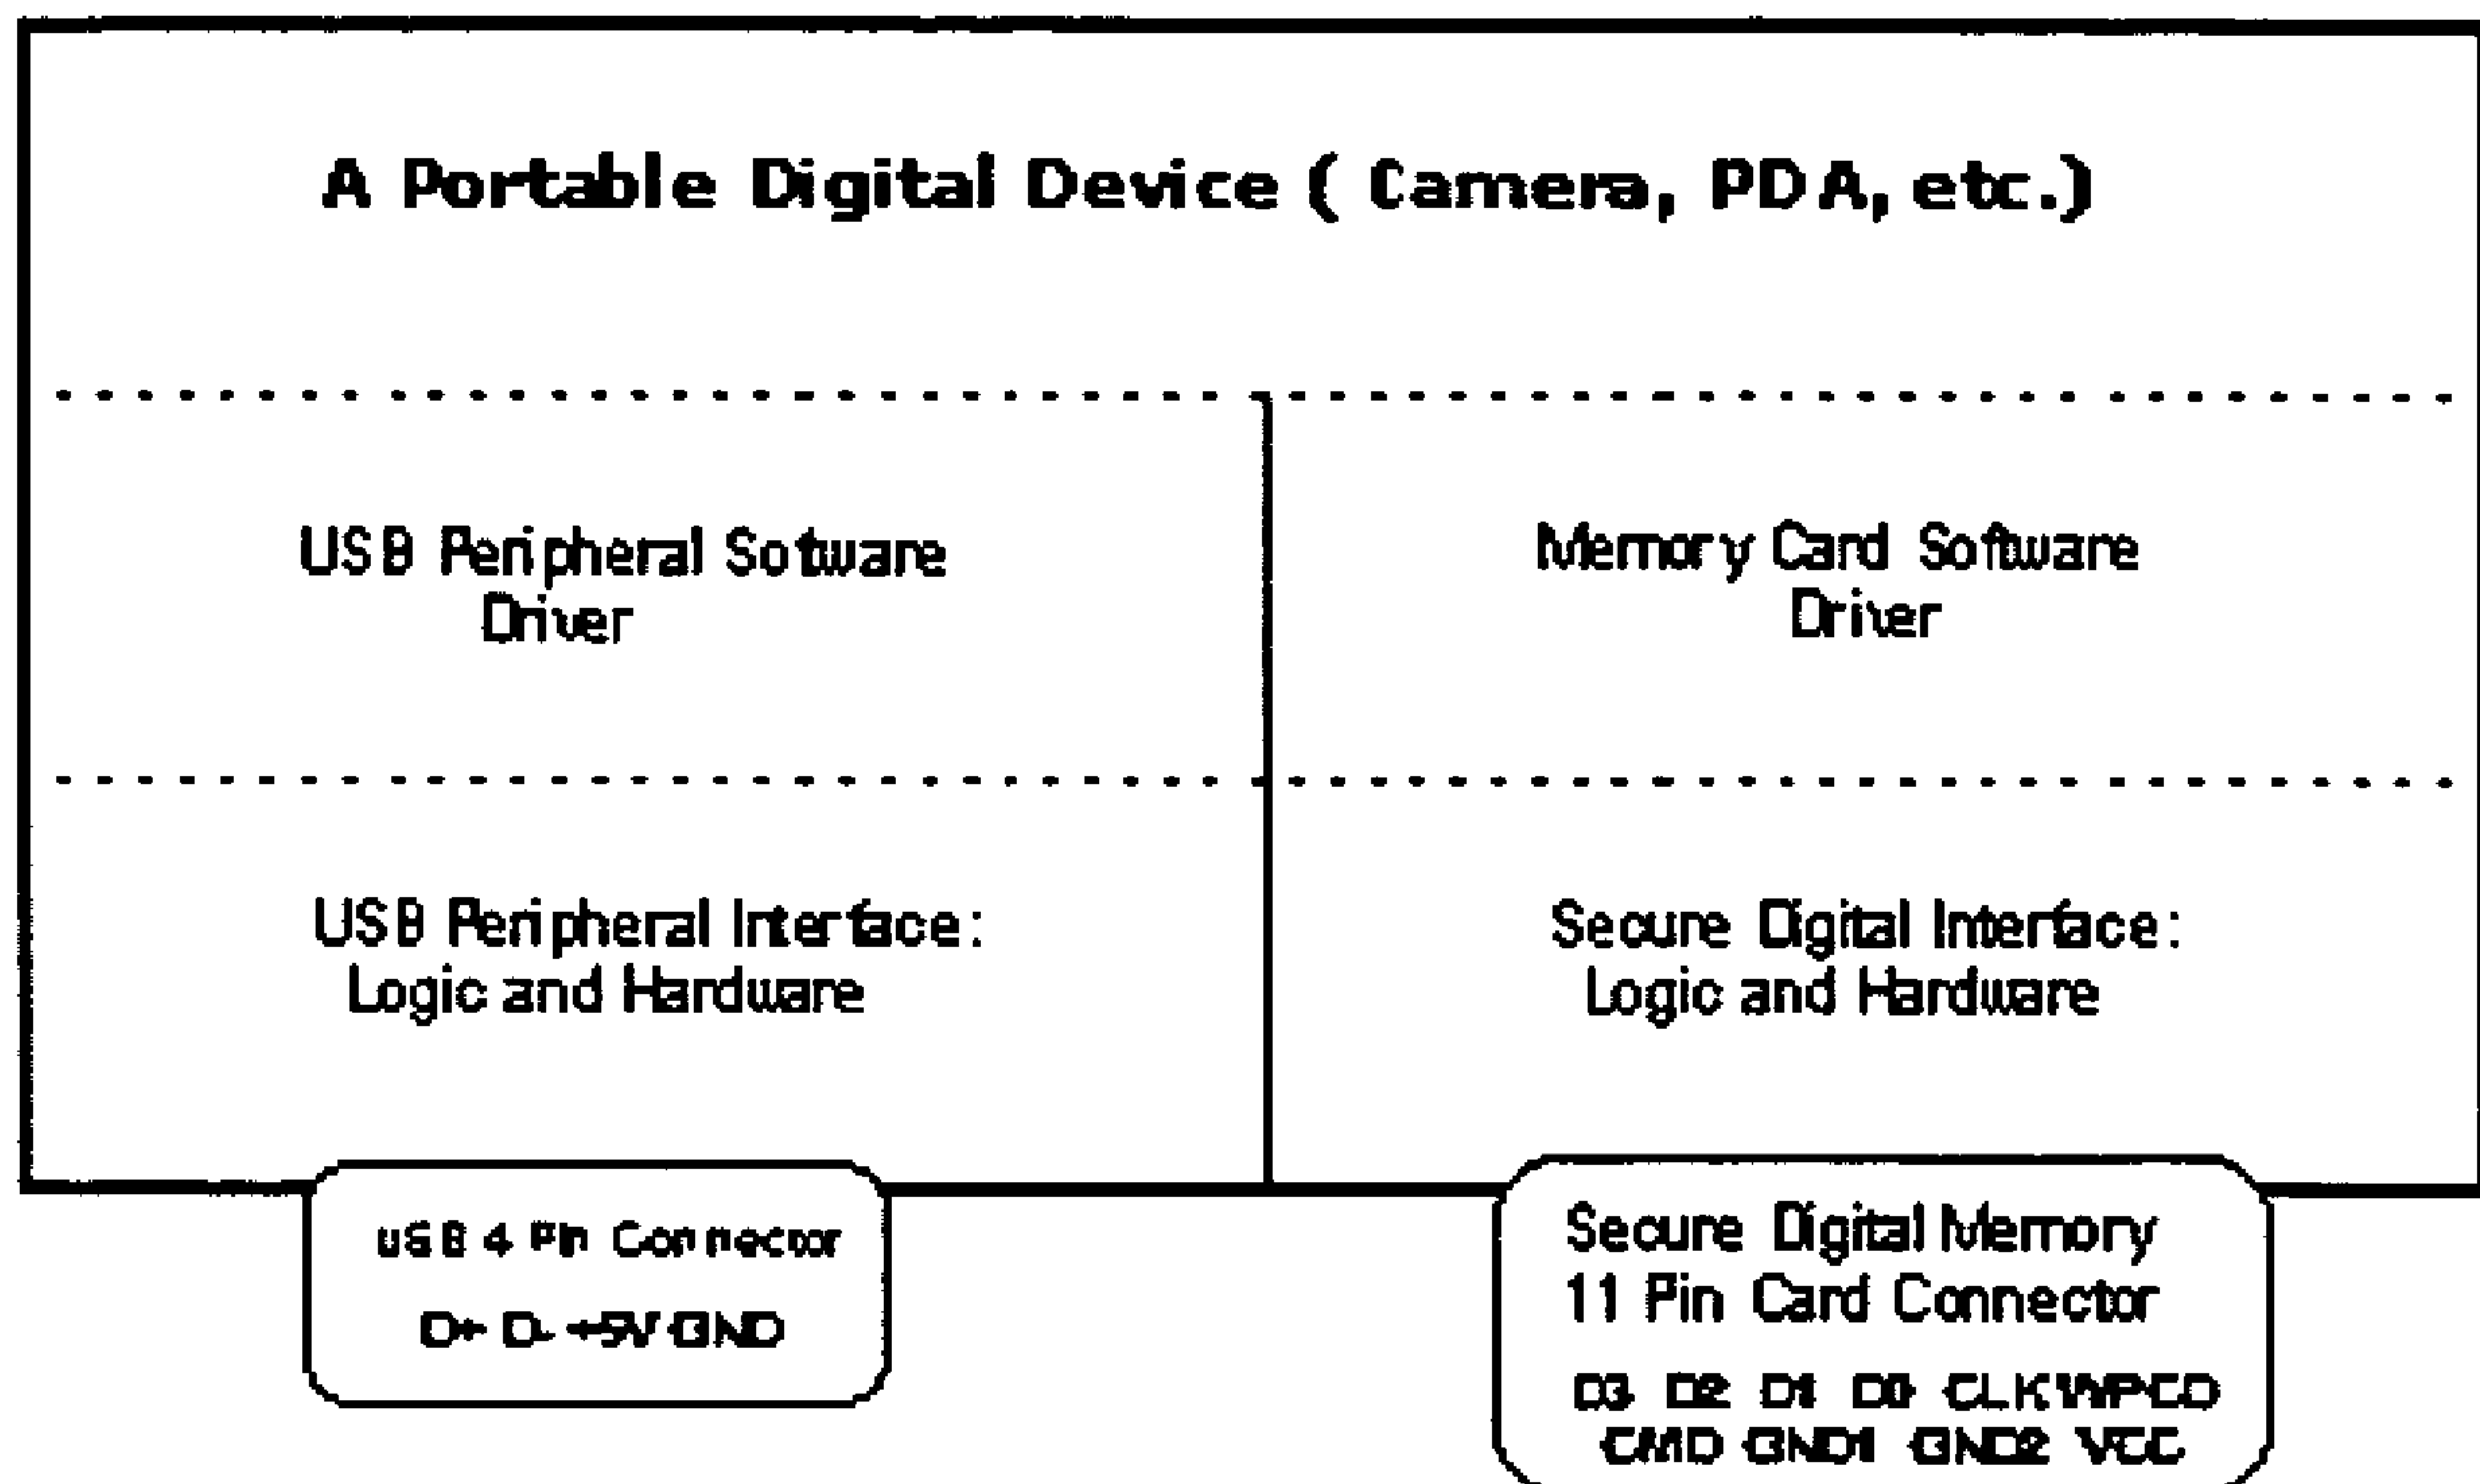 A Portable Digital Device ( Camera, PDA, etc.)
USB Peripheral Sotware
Driver
Memory Card Software
Driver
USB Peripheral Interface:
Logic and Hardware
Secure Digital Interface:
Logic and Hardware
USB 4 Pin Connector
D+ D- +5V GND
Secure Digital Memory
11 Pin Card Connector
D3 D2 D1 D0 CLK WP CD
CMD GND1 GND2 VCC